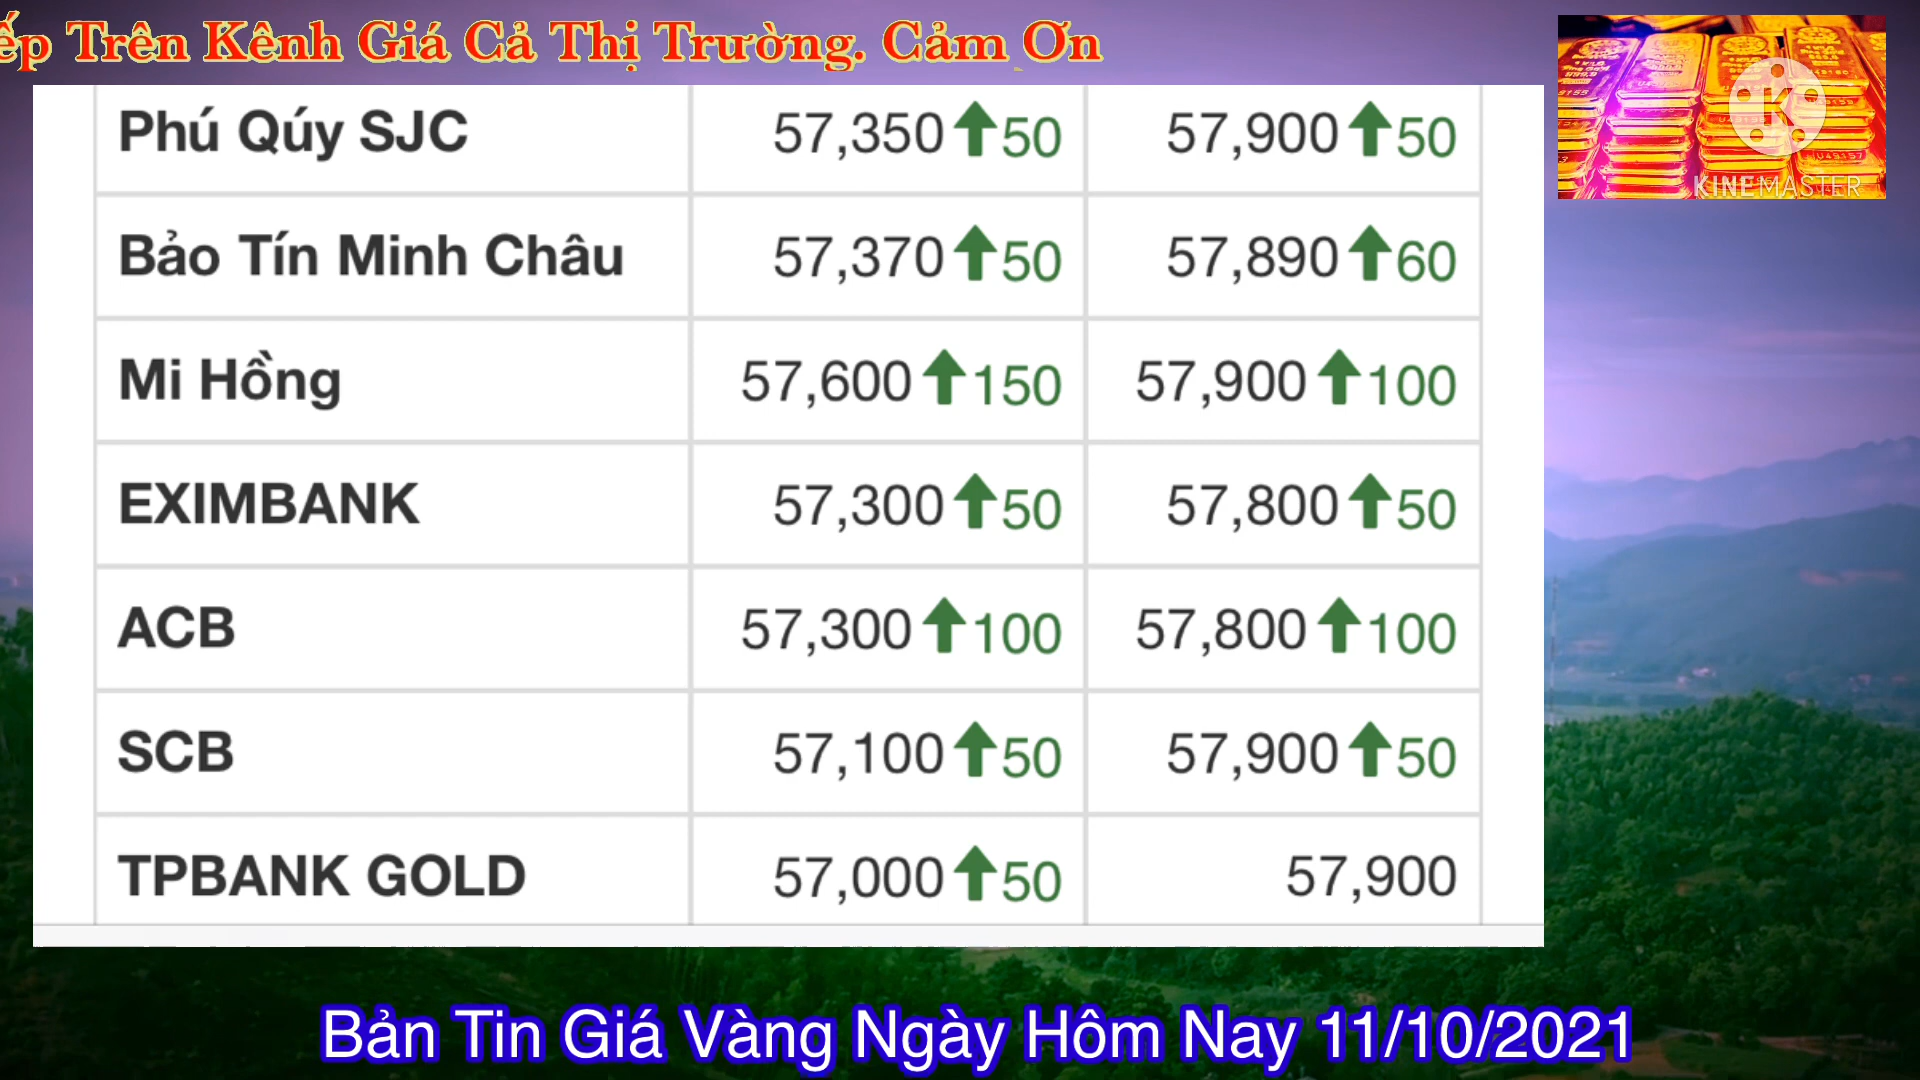 Trên Kênh Giá Cả Thị Trường. Cảm Ơn
KINEMASTER
Phú Qúy SJC 57,350⬆50 57,900⬆50
Bảo Tín Minh Châu 57,370⬆50 57,890⬆60
Mi Hồng 57,600⬆150 57,900⬆100
EXIMBANK 57,300⬆50 57,800⬆50
ACB 57,300⬆100 57,800⬆100
SCB 57,100⬆50 57,900⬆50
TPBANK GOLD 57,000⬆50 57,900
Bản Tin Giá Vàng Ngày Hôm Nay 11/10/2021